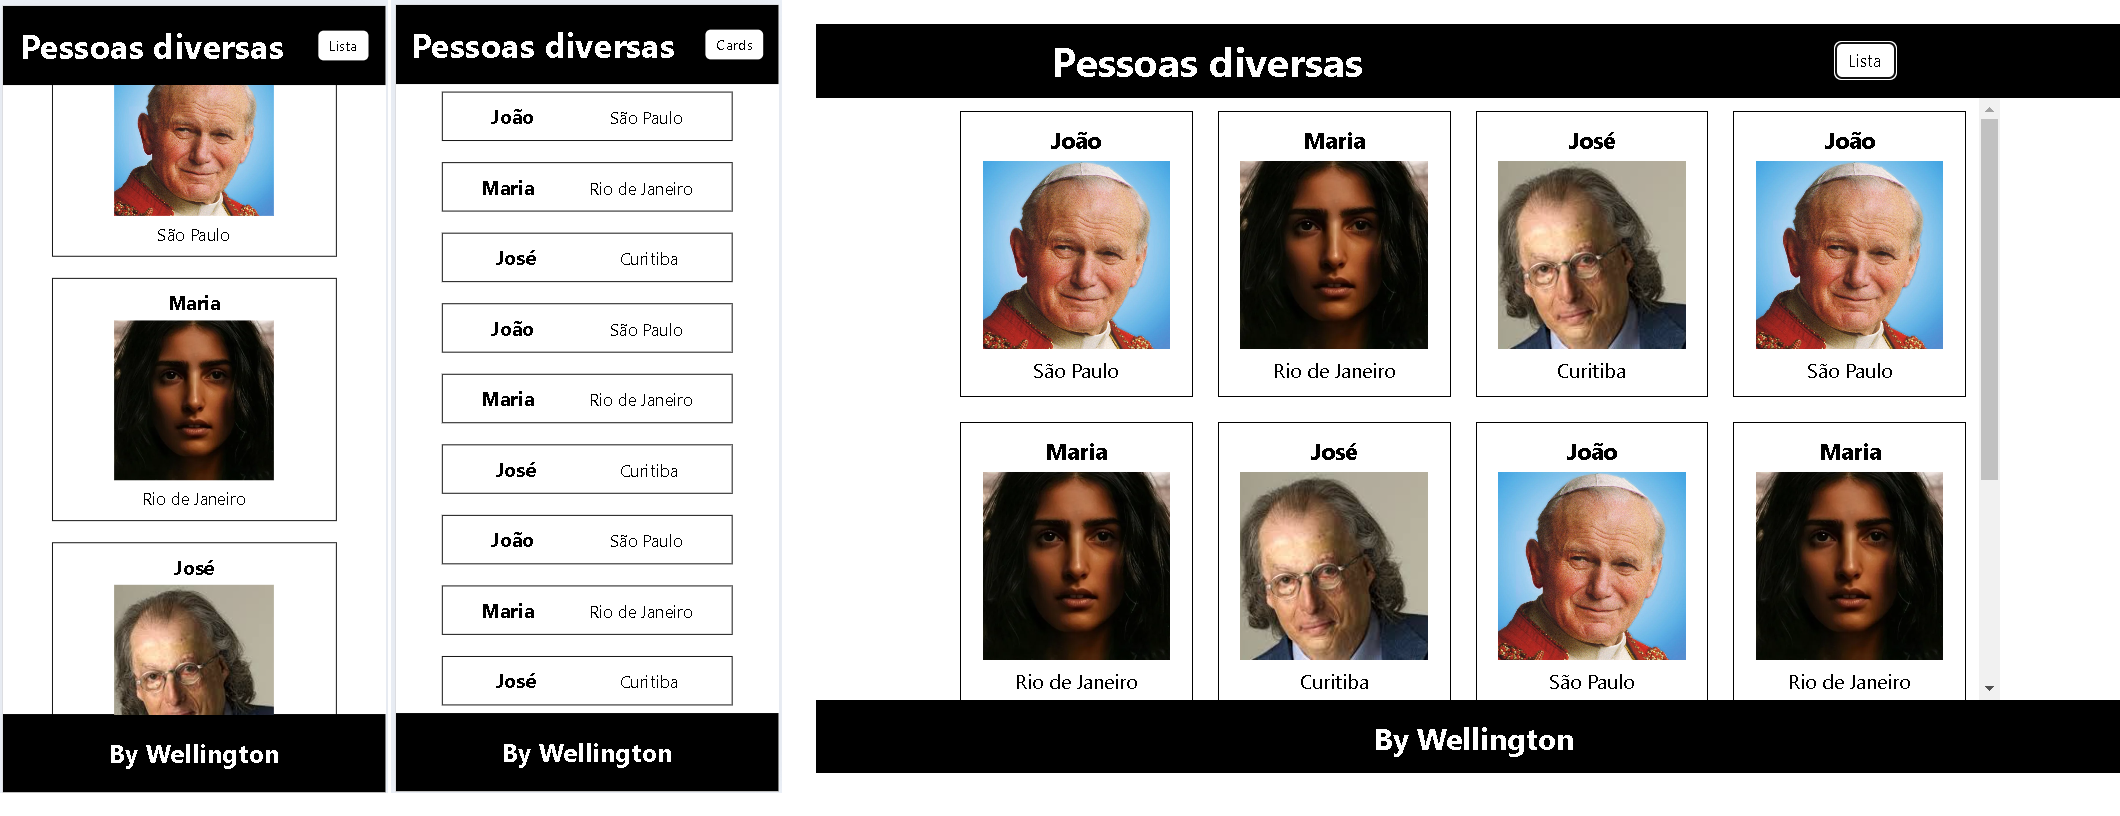 Pessoas diversas
Lista
São Paulo
Maria
Rio de Janeiro
José
By Wellington
Pessoas diversas
Cards
João São Paulo
Maria Rio de Janeiro
José Curitiba
João São Paulo
Maria Rio de Janeiro
José Curitiba
João São Paulo
Maria Rio de Janeiro
José Curitiba
By Wellington
Pessoas diversas
Lista
João Maria José João
São Paulo Rio de Janeiro Curitiba São Paulo
Maria José João Maria
Rio de Janeiro Curitiba São Paulo Rio de Janeiro
By Wellington